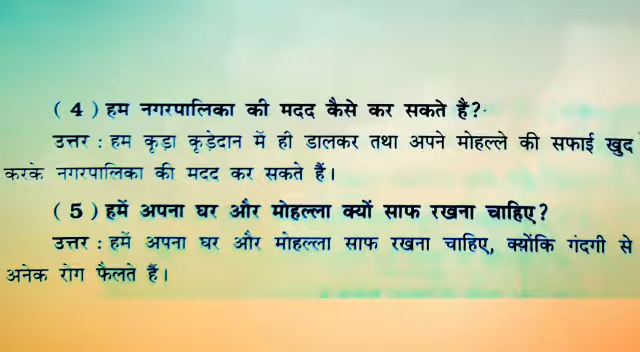 ( 4 ) हम नगरपालिका की मदद कैसे कर सकते हैं?
उत्तर : हम कूड़ा कूड़ेदान में ही डालकर तथा अपने मोहल्ले की सफाई खुद
करके नगरपालिका की मदद कर सकते हैं।
( 5 ) हमें अपना घर और मोहल्ला क्यों साफ रखना चाहिए?
उत्तर : हमें अपना घर और मोहल्ला साफ रखना चाहिए, क्योंकि गंदगी से
अनेक रोग फैलते हैं।